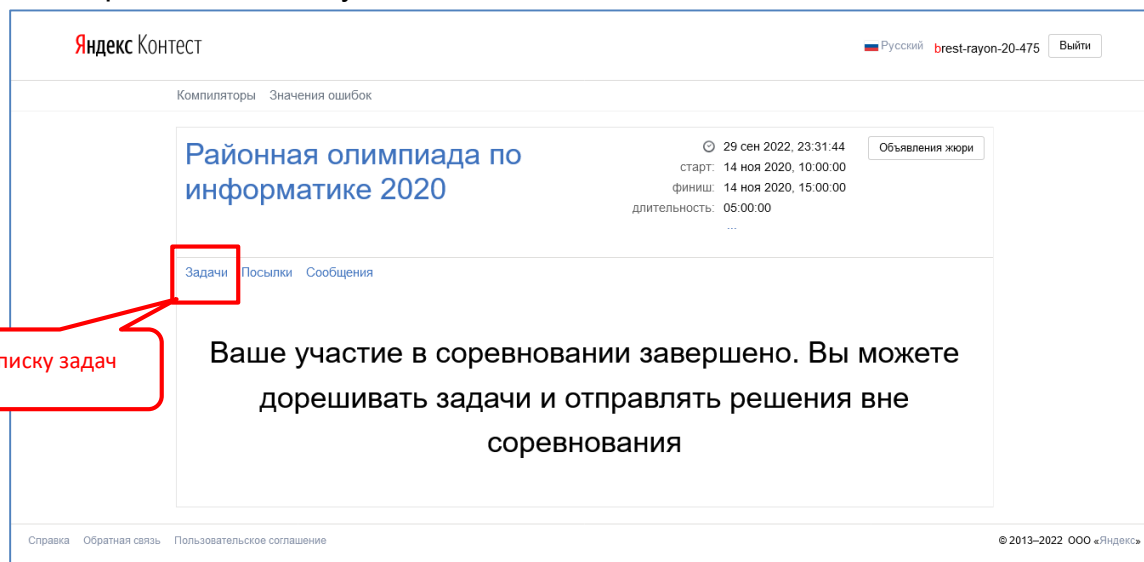 Яндекс Контест
Русский brest-rayon-20-475 Выйти
Компиляторы Значения ошибок
Районная олимпиада по
информатике 2020
29 сен 2022, 23:31:44
старт: 14 ноя 2020, 10:00:00
финиш: 14 ноя 2020, 15:00:00
длительность: 05:00:00
...
Объявления жюри
Задачи Посылки Сообщения
задач
Ваше участие в соревновании завершено. Вы можете
дорешивать задачи и отправлять решения вне
соревнования
Справка Обратная связь Пользовательское соглашение
© 2013–2022 ООО «Яндекс»